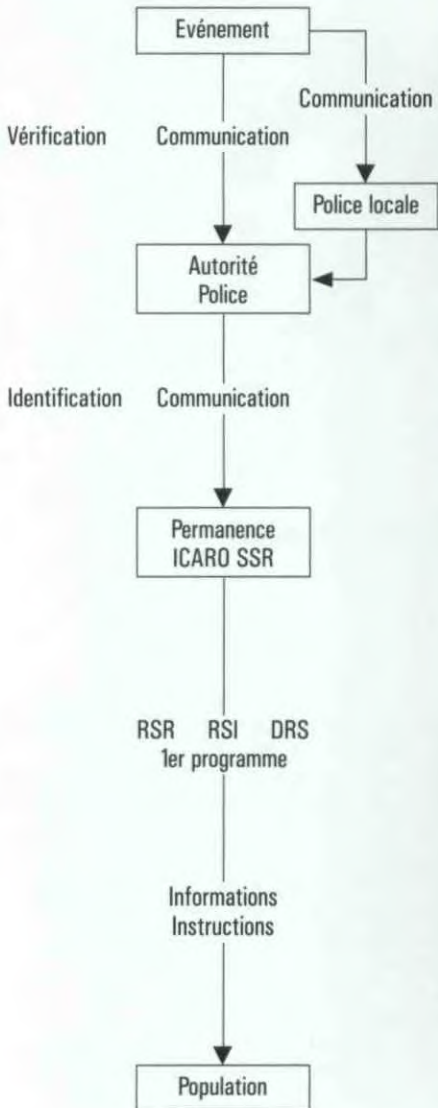 Evénement
Communication
Vérification Communication
Police locale
Autorité
Police
Identification Communication
Permanence
ICARO SSR
RSR RSI DRS
1er programme
Informations
Instructions
Population